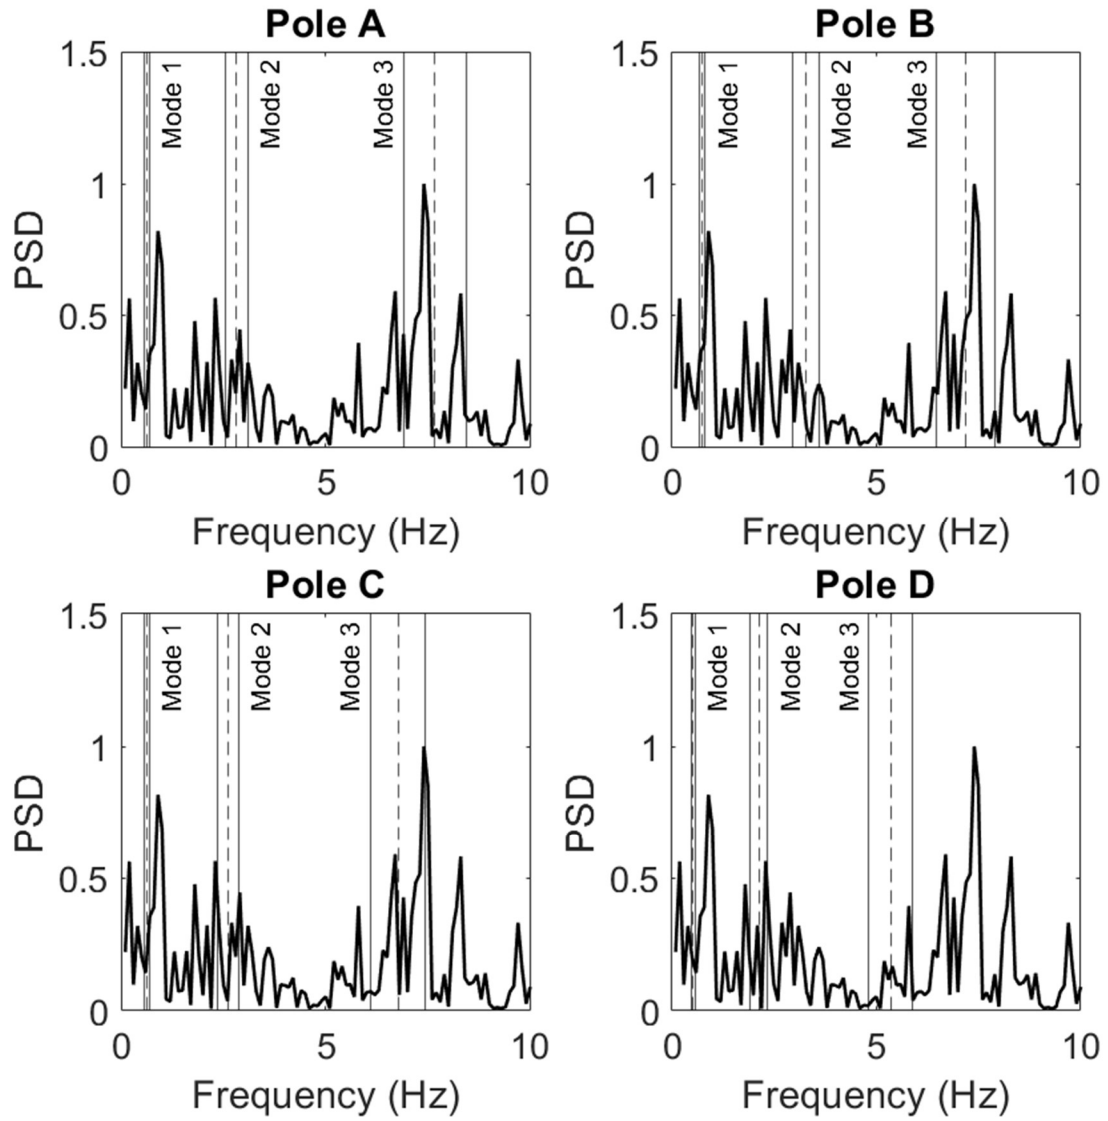 Pole A
1.5
1
0.5
0
PSD
Mode 1
Mode 2
Mode 3
0 5 10
Frequency (Hz)
Pole B
1.5
1
0.5
0
PSD
Mode 1
Mode 2
Mode 3
0 5 10
Frequency (Hz)
Pole C
1.5
1
0.5
0
PSD
Mode 1
Mode 2
Mode 3
0 5 10
Frequency (Hz)
Pole D
1.5
1
0.5
0
PSD
Mode 1
Mode 2
Mode 3
0 5 10
Frequency (Hz)